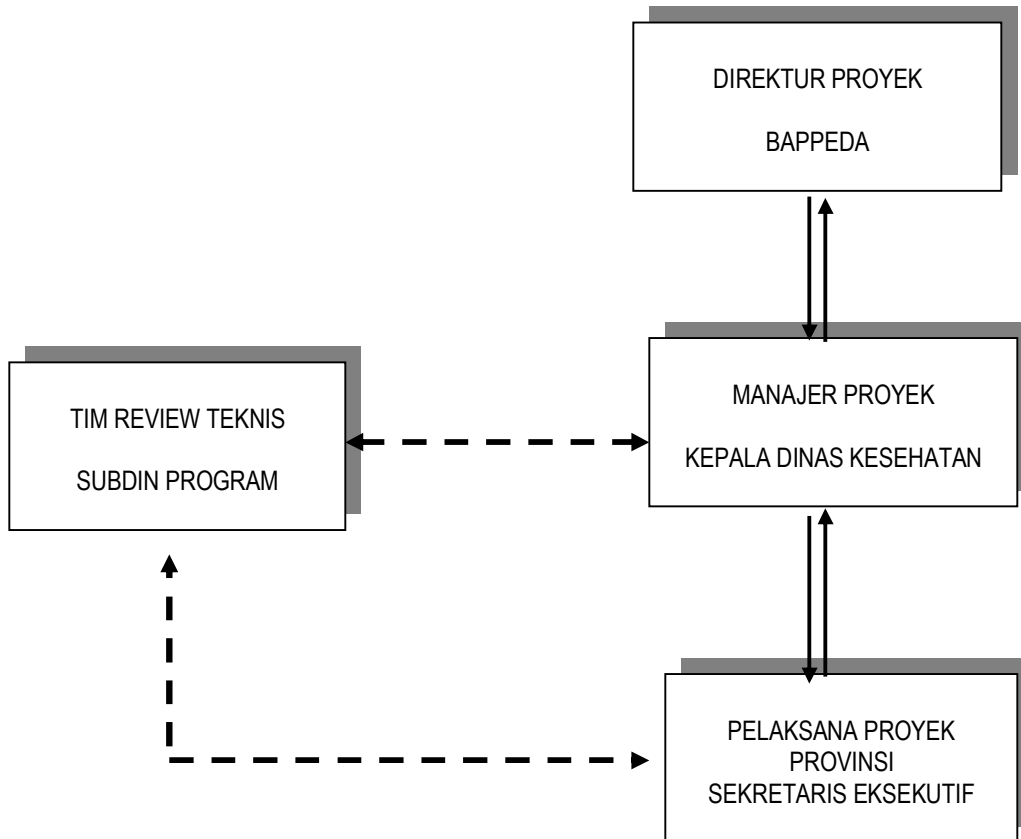 DIREKTUR PROYEK
BAPPEDA
TIM REVIEW TEKNIS
SUBDIN PROGRAM
MANAJER PROYEK
KEPALA DINAS KESEHATAN
PELAKSANA PROYEK
PROVINSI
SEKRETARIS EKSEKUTIF